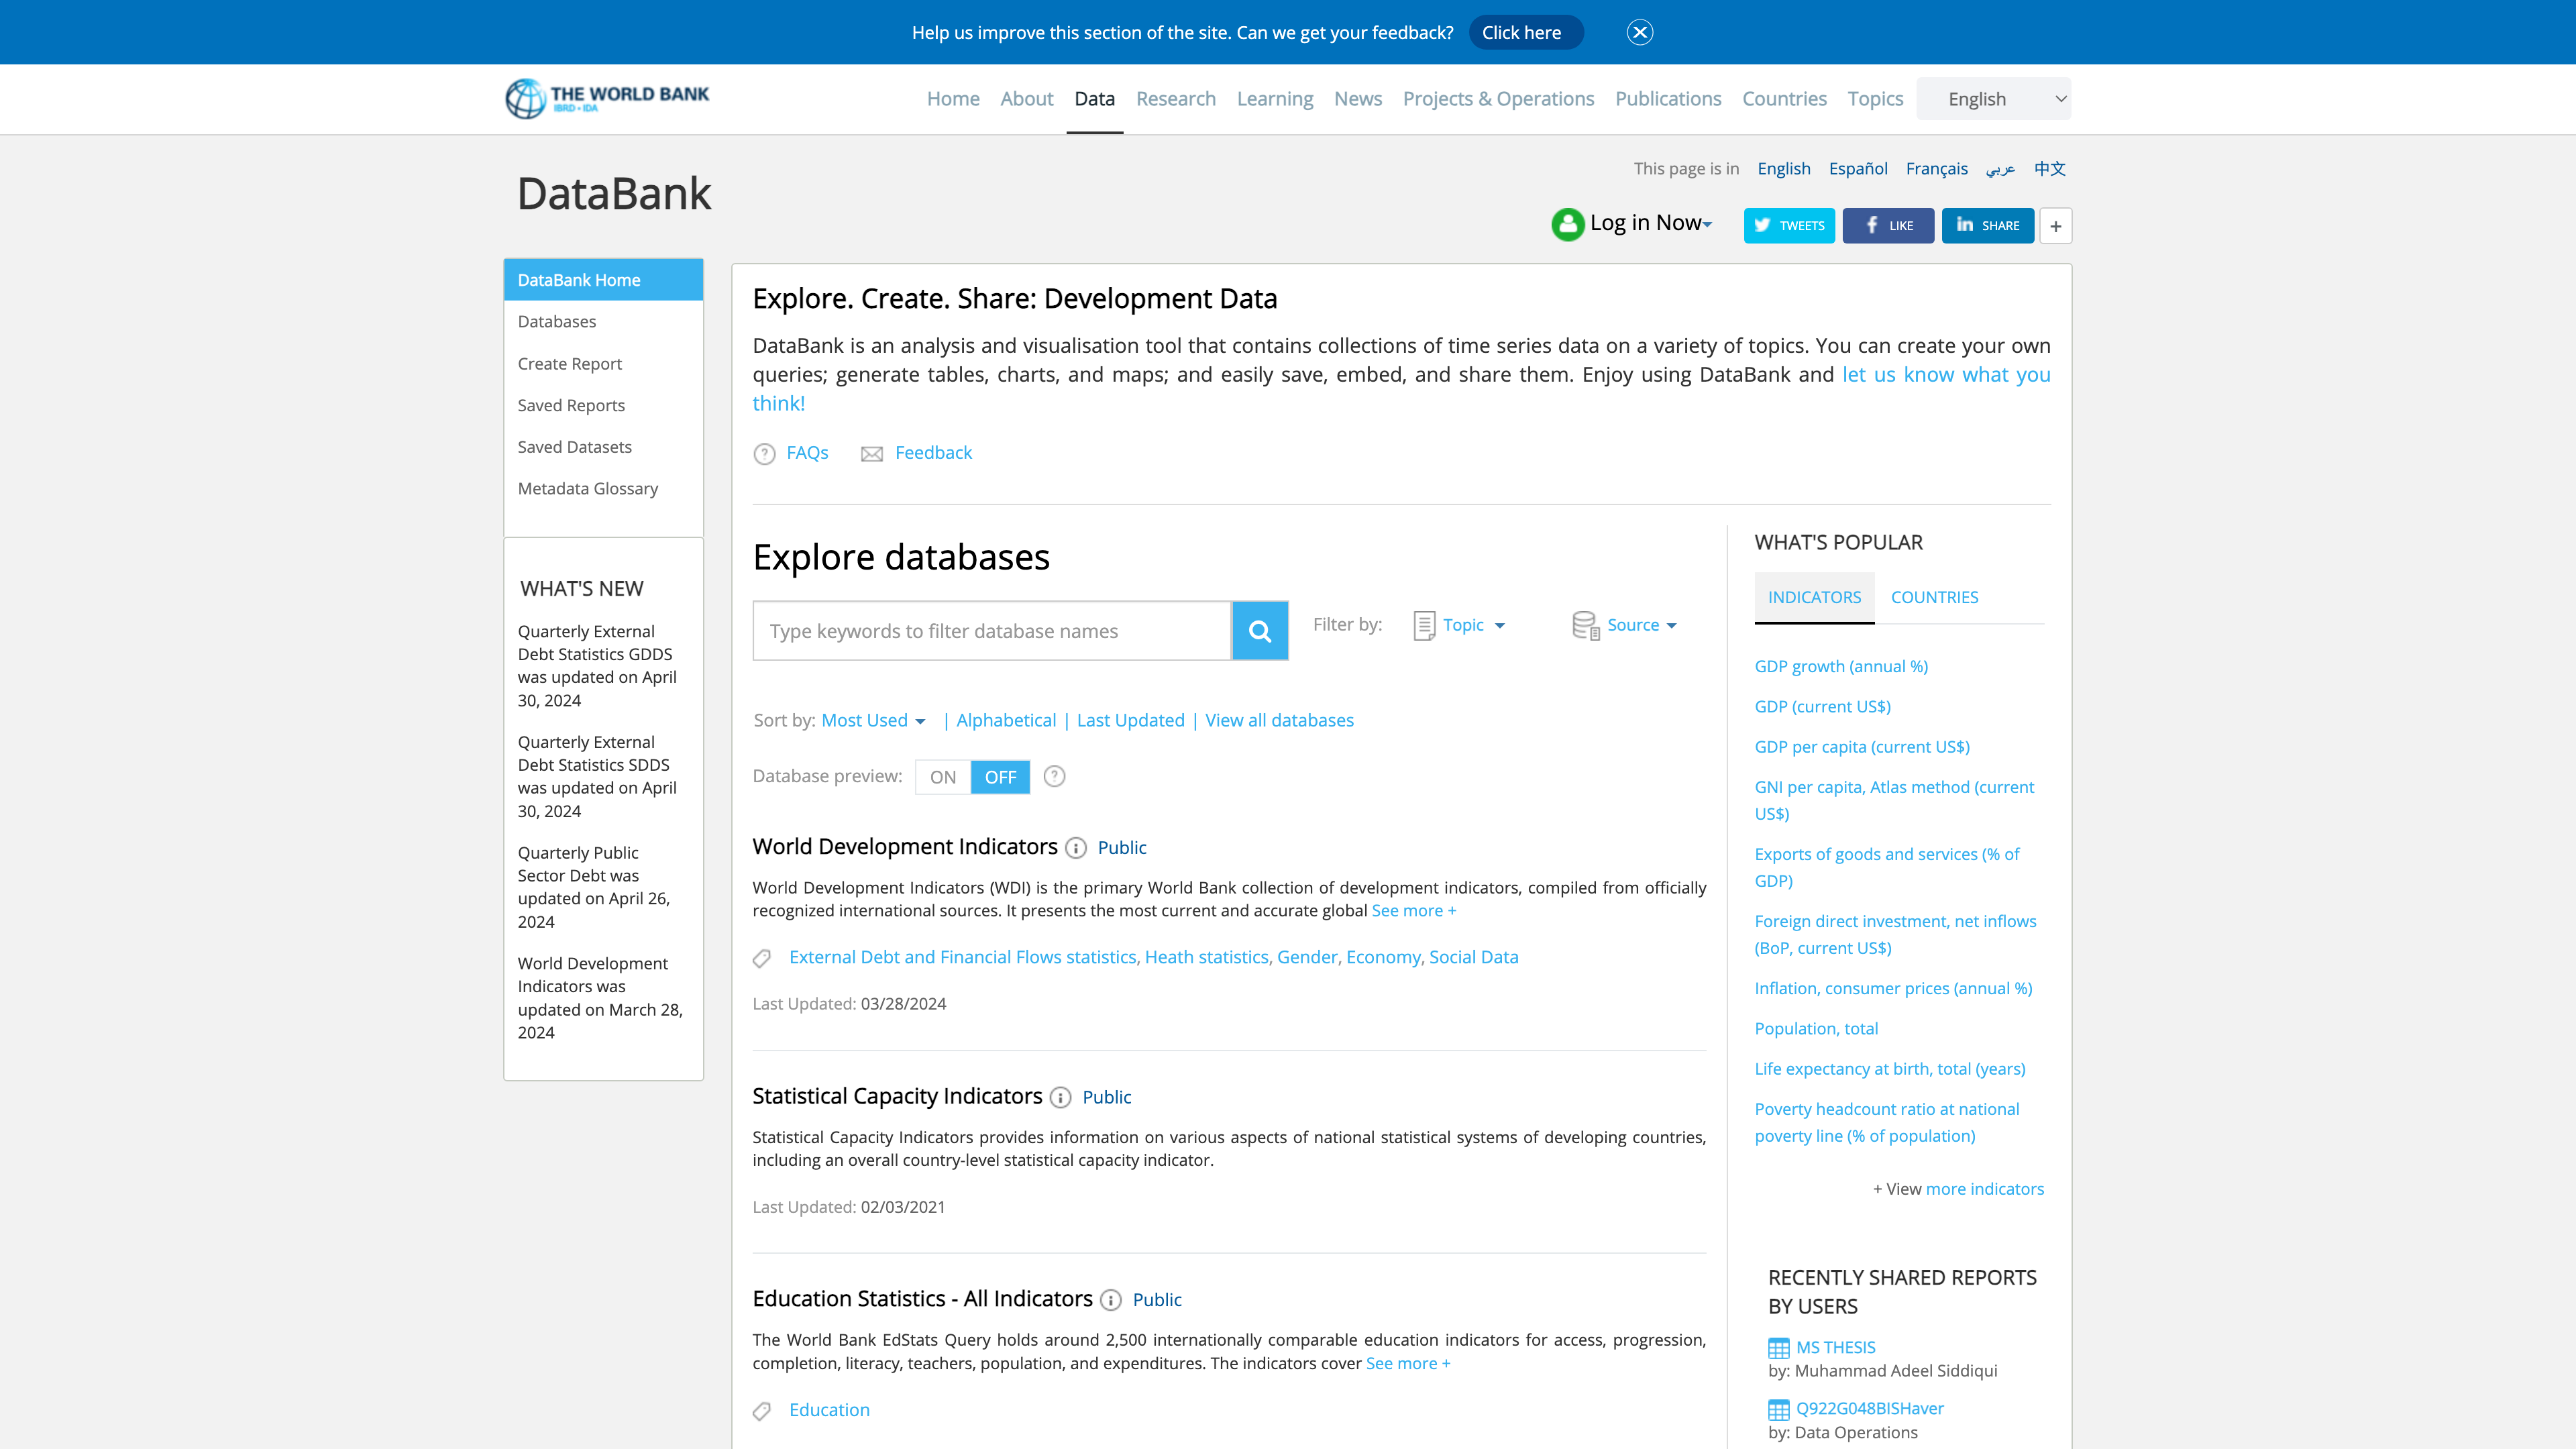 Help us improve this section of the site. Can we get your feedback? Click here
THE WORLD BANK
IBRD • IDA
Home About Data Research Learning News Projects & Operations Publications Countries Topics English
This page is in English Español Français عربي 中文
DataBank
Log in Now TWEETS LIKE SHARE +
DataBank Home
Databases
Create Report
Saved Reports
Saved Datasets
Metadata Glossary
WHAT'S NEW
Quarterly External
Debt Statistics GDDS
was updated on April
30, 2024
Quarterly External
Debt Statistics SDDS
was updated on April
30, 2024
Quarterly Public
Sector Debt was
updated on April 26,
2024
World Development
Indicators was
updated on March 28,
2024
Explore. Create. Share: Development Data
DataBank is an analysis and visualisation tool that contains collections of time series data on a variety of topics. You can create your own
queries; generate tables, charts, and maps; and easily save, embed, and share them. Enjoy using DataBank and let us know what you
think!
? FAQs Feedback
Explore databases
Type keywords to filter database names
Filter by: Topic Source
Sort by: Most Used | Alphabetical | Last Updated | View all databases
Database preview: ON OFF ?
World Development Indicators i Public
World Development Indicators (WDI) is the primary World Bank collection of development indicators, compiled from officially
recognized international sources. It presents the most current and accurate global See more +
External Debt and Financial Flows statistics, Heath statistics, Gender, Economy, Social Data
Last Updated: 03/28/2024
Statistical Capacity Indicators i Public
Statistical Capacity Indicators provides information on various aspects of national statistical systems of developing countries,
including an overall country-level statistical capacity indicator.
Last Updated: 02/03/2021
Education Statistics - All Indicators i Public
The World Bank EdStats Query holds around 2,500 internationally comparable education indicators for access, progression,
completion, literacy, teachers, population, and expenditures. The indicators cover See more +
Education
WHAT'S POPULAR
INDICATORS COUNTRIES
GDP growth (annual %)
GDP (current US$)
GDP per capita (current US$)
GNI per capita, Atlas method (current
US$)
Exports of goods and services (% of
GDP)
Foreign direct investment, net inflows
(BoP, current US$)
Inflation, consumer prices (annual %)
Population, total
Life expectancy at birth, total (years)
Poverty headcount ratio at national
poverty line (% of population)
+ View more indicators
RECENTLY SHARED REPORTS
BY USERS
MS THESIS
by: Muhammad Adeel Siddiqui
Q922G048BISHaver
by: Data Operations